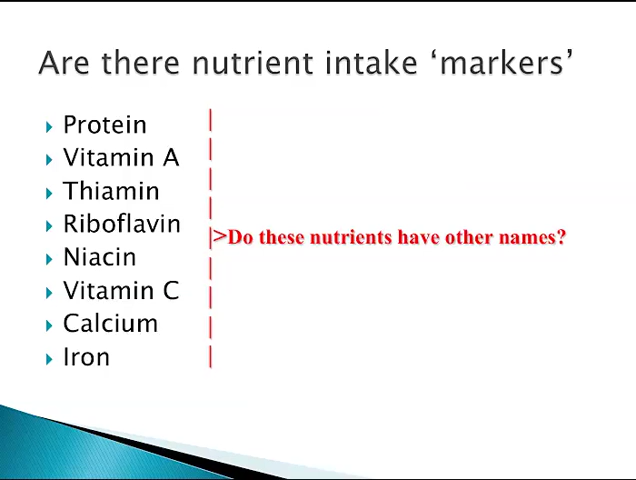 Are there nutrient intake ‘markers’
Protein
Vitamin A
Thiamin
Riboflavin
>Do these nutrients have other names?
Niacin
Vitamin C
Calcium
Iron